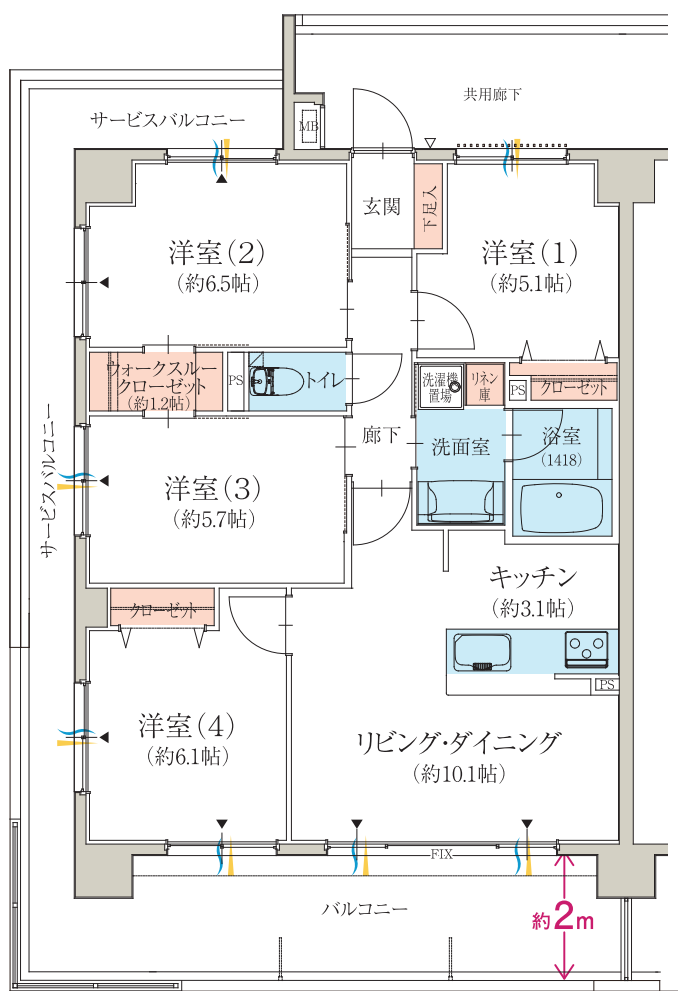 共用廊下
サービスバルコニー
MB
玄関
下足入
洋室(2)
(約6.5帖)
洋室(1)
(約5.1帖)
ウォークスルー
クローゼット
(約1.2帖)
PS
トイレ
洗濯機
置場
リネン
庫
PS
クローゼット
廊下
洗面室
浴室
(1418)
サービスバルコニー
洋室(3)
(約5.7帖)
キッチン
(約3.1帖)
クローゼット
PS
洋室(4)
(約6.1帖)
リビング・ダイニング
(約10.1帖)
FIX
バルコニー
約2m